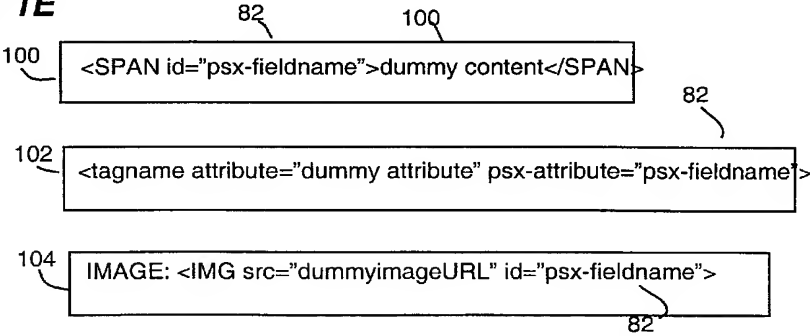 1E
82 100
100 <SPAN id="psx-fieldname">dummy content</SPAN>
82
102 <tagname attribute="dummy attribute" psx-attribute="psx-fieldname">
104 IMAGE: <IMG src="dummyimageURL" id="psx-fieldname">
82